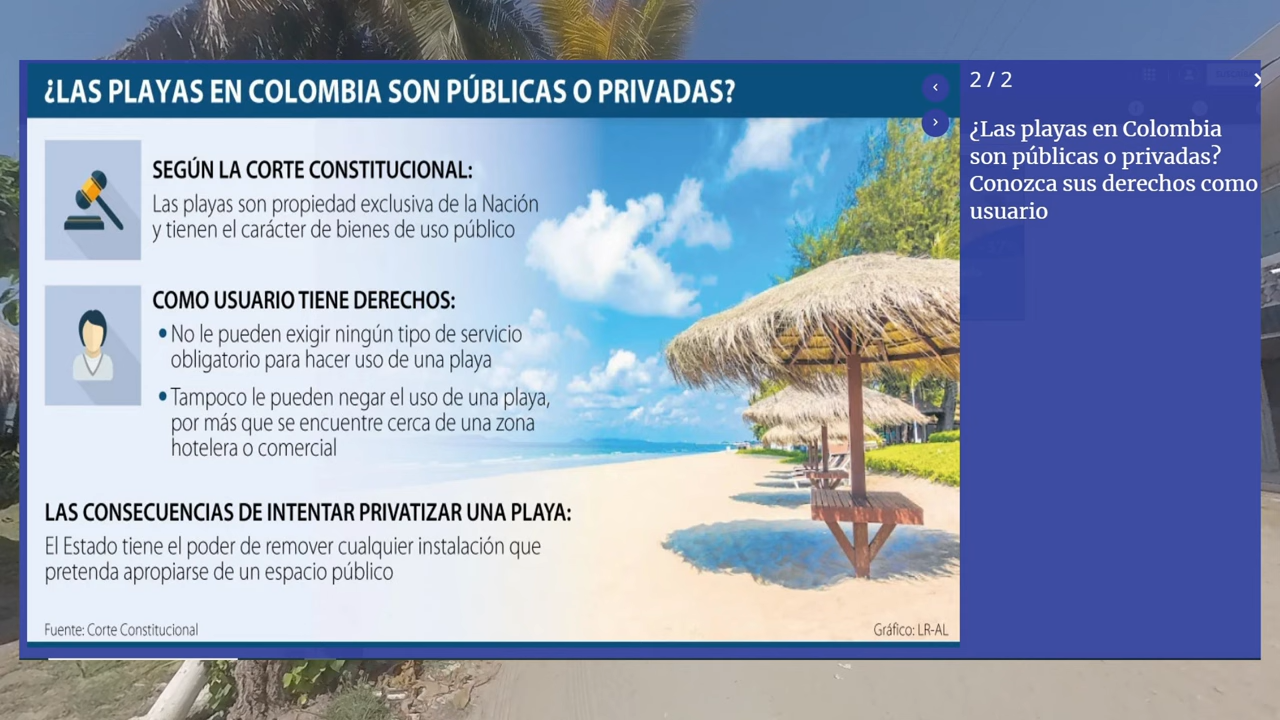 ¿LAS PLAYAS EN COLOMBIA SON PÚBLICAS O PRIVADAS?
SEGÚN LA CORTE CONSTITUCIONAL:
Las playas son propiedad exclusiva de la Nación
y tienen el carácter de bienes de uso público
COMO USUARIO TIENE DERECHOS:
• No le pueden exigir ningún tipo de servicio
obligatorio para hacer uso de una playa
• Tampoco le pueden negar el uso de una playa,
por más que se encuentre cerca de una zona
hotelera o comercial
LAS CONSECUENCIAS DE INTENTAR PRIVATIZAR UNA PLAYA:
El Estado tiene el poder de remover cualquier instalación que
pretenda apropiarse de un espacio público
Fuente: Corte Constitucional
Gráfico: LR-AL
2 / 2
¿Las playas en Colombia
son públicas o privadas?
Conozca sus derechos como
usuario